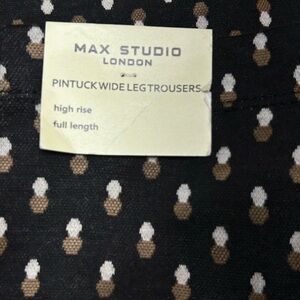 MAX STUDIO
LONDON
PINTUCK WIDE LEG TROUSERS
high rise
full length